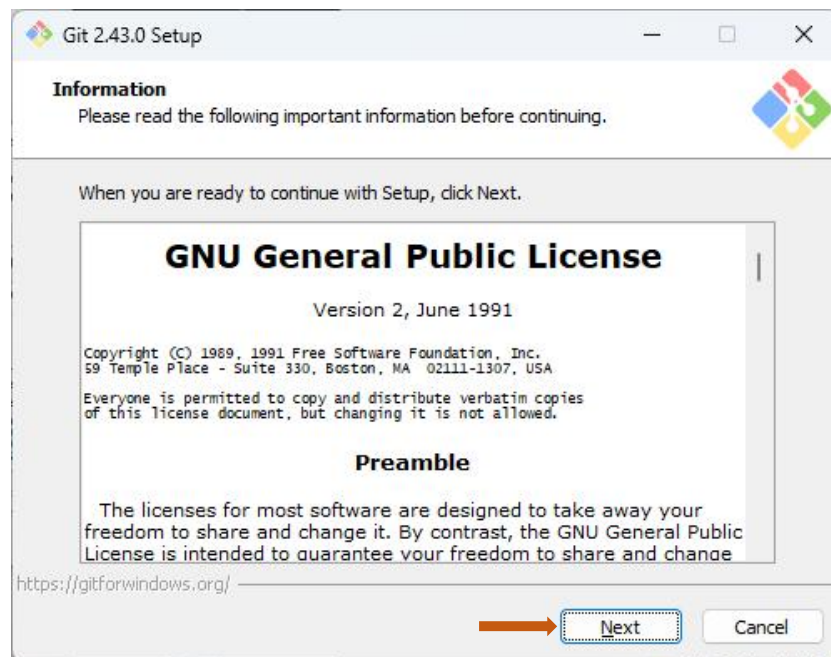 Git 2.43.0 Setup
Information
Please read the following important information before continuing.
When you are ready to continue with Setup, click Next.
GNU General Public License
Version 2, June 1991
Copyright (C) 1989, 1991 Free Software Foundation, Inc.
59 Temple Place - Suite 330, Boston, MA  02111-1307, USA
Everyone is permitted to copy and distribute verbatim copies
of this license document, but changing it is not allowed.
Preamble
The licenses for most software are designed to take away your
freedom to share and change it. By contrast, the GNU General Public
License is intended to guarantee your freedom to share and change
https://gitforwindows.org/
Next
Cancel